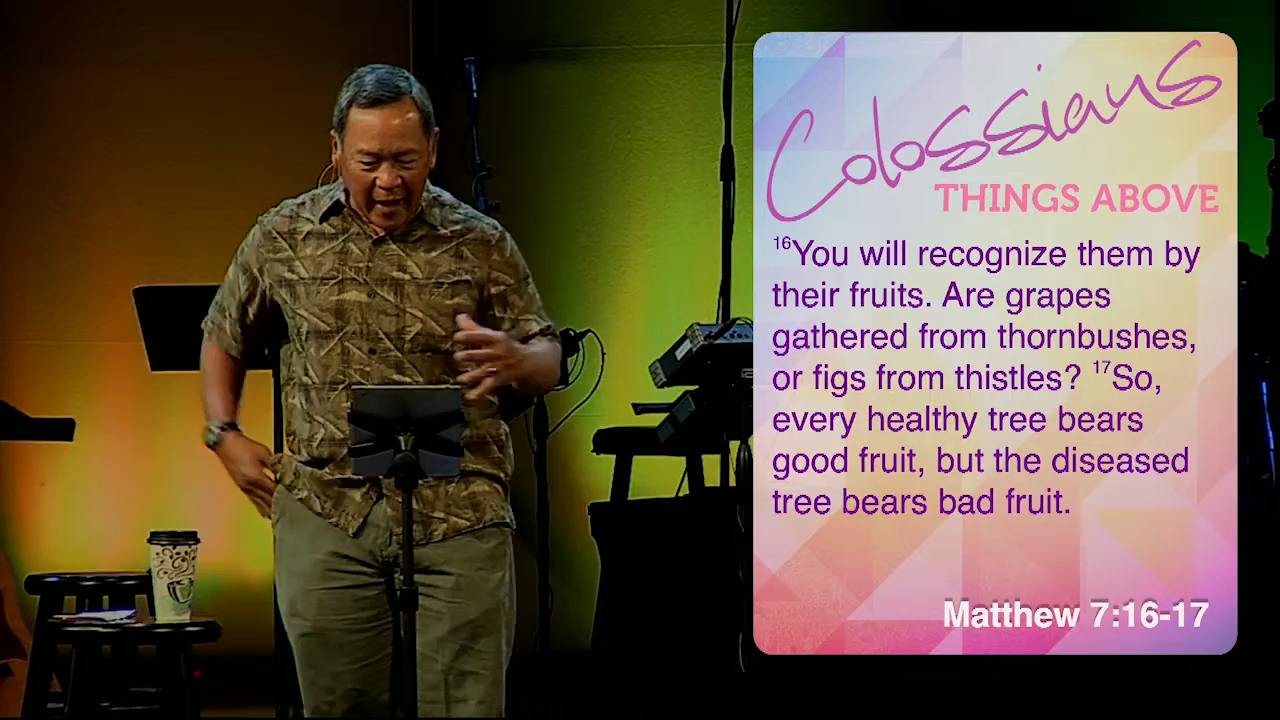 Colossians
THINGS ABOVE
¹⁶You will recognize them by
their fruits. Are grapes
gathered from thornbushes,
or figs from thistles? ¹⁷So,
every healthy tree bears
good fruit, but the diseased
tree bears bad fruit.
Matthew 7:16-17